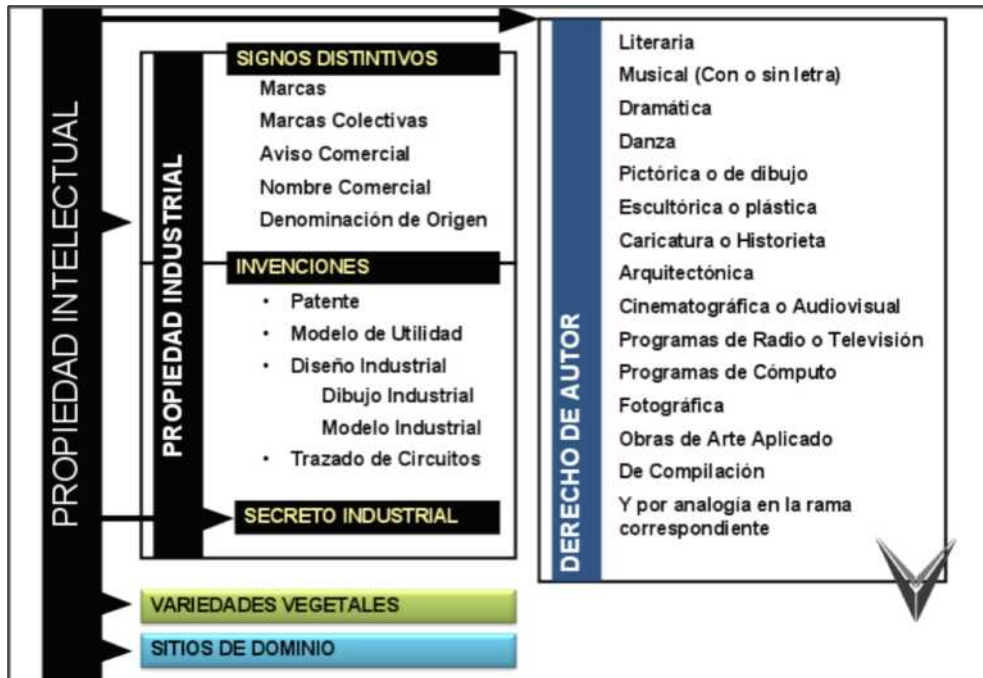 PROPIEDAD INTELECTUAL
PROPIEDAD INDUSTRIAL
SIGNOS DISTINTIVOS
Marcas
Marcas Colectivas
Aviso Comercial
Nombre Comercial
Denominación de Origen
INVENCIONES
• Patente
• Modelo de Utilidad
• Diseño Industrial
Dibujo Industrial
Modelo Industrial
• Trazado de Circuitos
SECRETO INDUSTRIAL
VARIEDADES VEGETALES
SITIOS DE DOMINIO
DERECHO DE AUTOR
Literaria
Musical (Con o sin letra)
Dramática
Danza
Pictórica o de dibujo
Escultórica o plástica
Caricatura o Historieta
Arquitectónica
Cinematográfica o Audiovisual
Programas de Radio o Televisión
Programas de Cómputo
Fotográfica
Obras de Arte Aplicado
De Compilación
Y por analogía en la rama
correspondiente